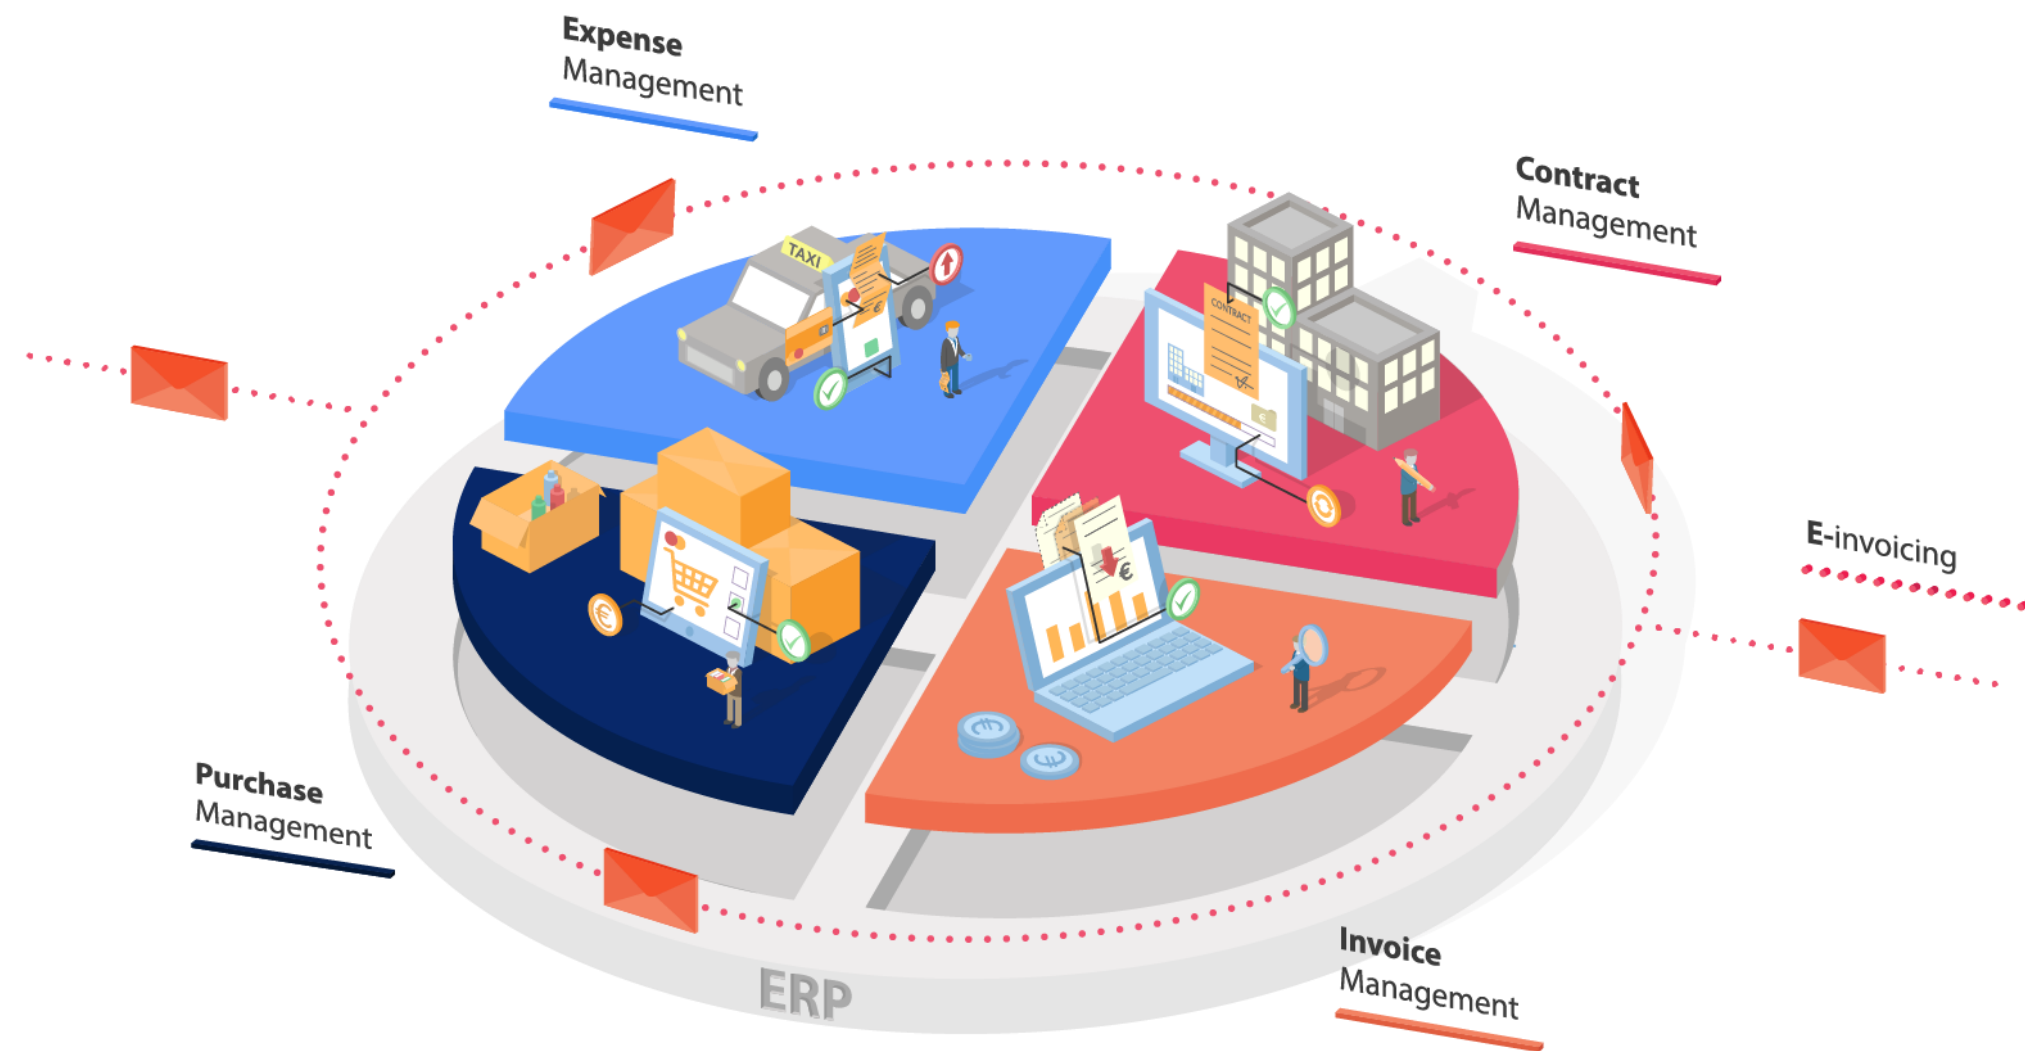 Expense
Management
Contract
Management
TAXI
CONTRACT
E-invoicing
Purchase
Management
Invoice
Management
ERP
€
€
€